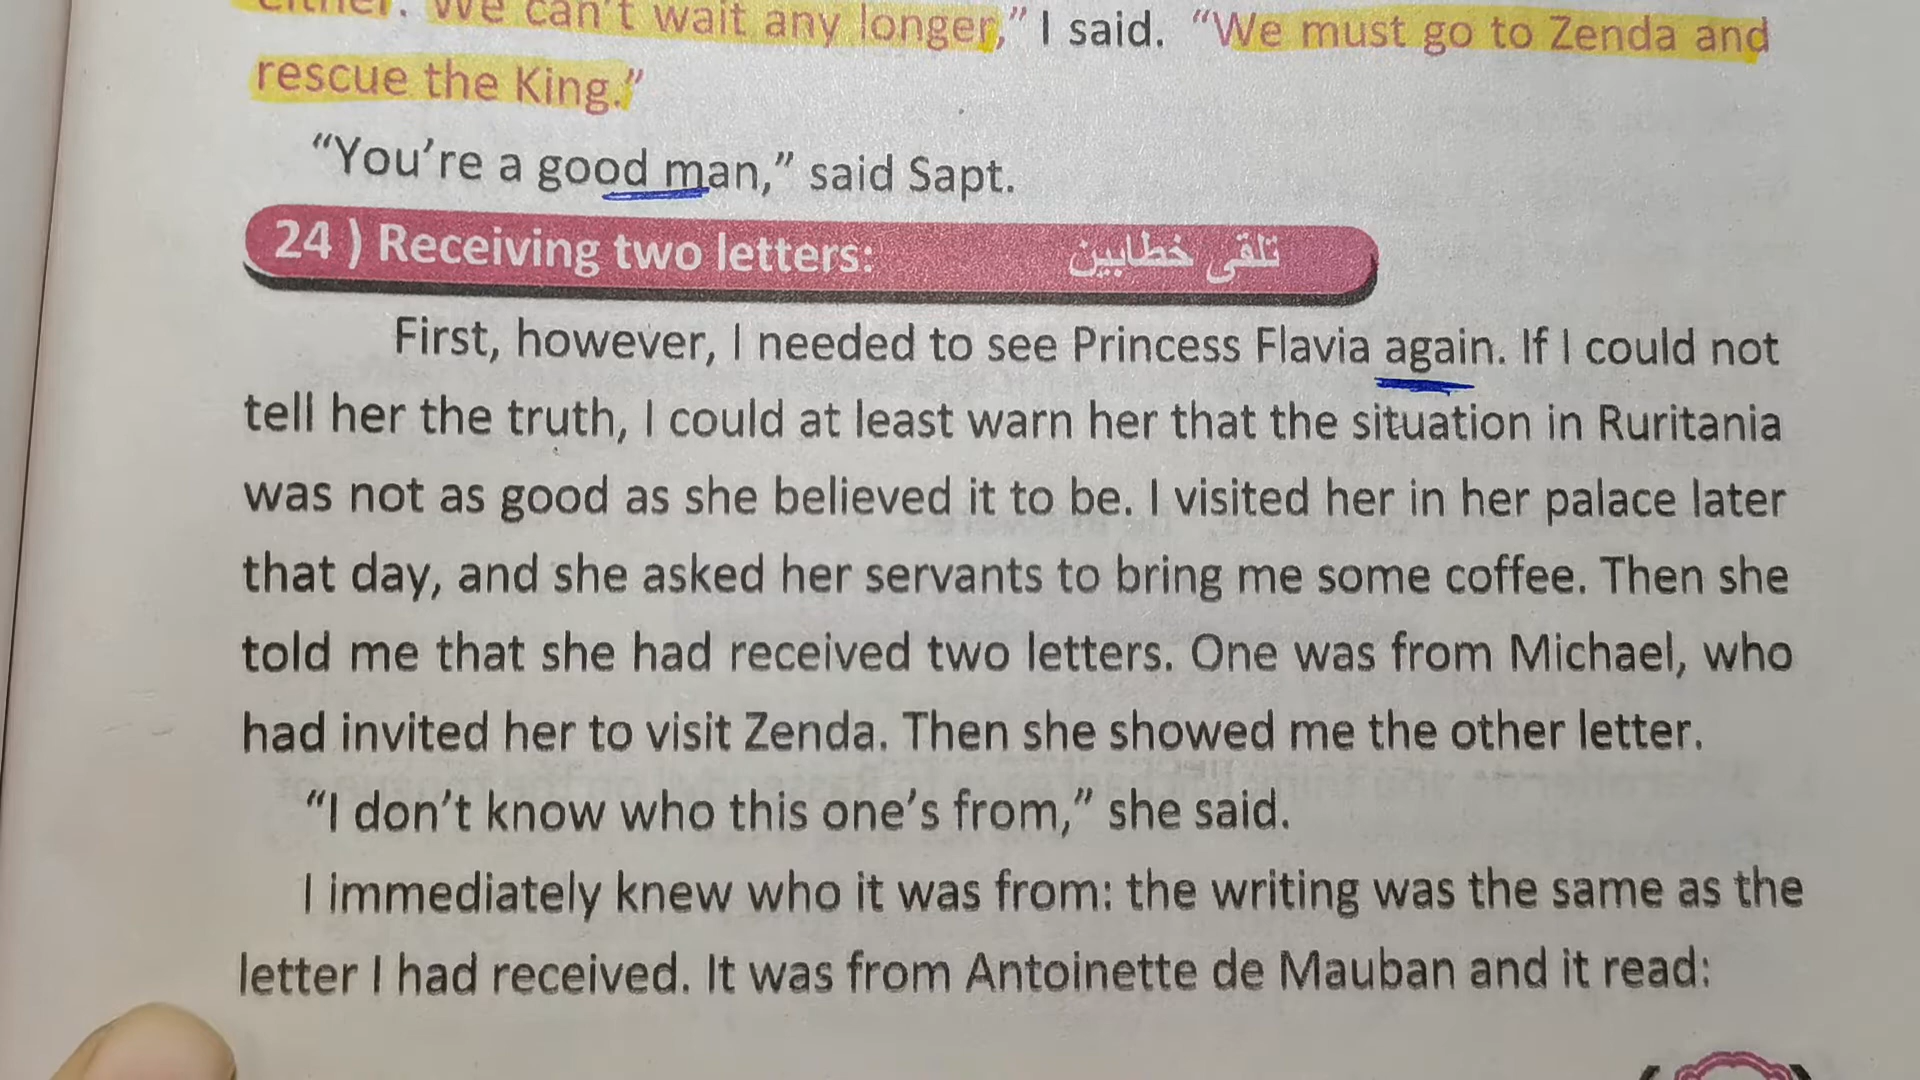 either. We can't wait any longer," I said. "We must go to Zenda and
rescue the King."
"You're a good man," said Sapt.
24 ) Receiving two letters: تلقى خطابين
First, however, I needed to see Princess Flavia again. If I could not
tell her the truth, I could at least warn her that the situation in Ruritania
was not as good as she believed it to be. I visited her in her palace later
that day, and she asked her servants to bring me some coffee. Then she
told me that she had received two letters. One was from Michael, who
had invited her to visit Zenda. Then she showed me the other letter.
"I don't know who this one's from," she said.
I immediately knew who it was from: the writing was the same as the
letter I had received. It was from Antoinette de Mauban and it read: